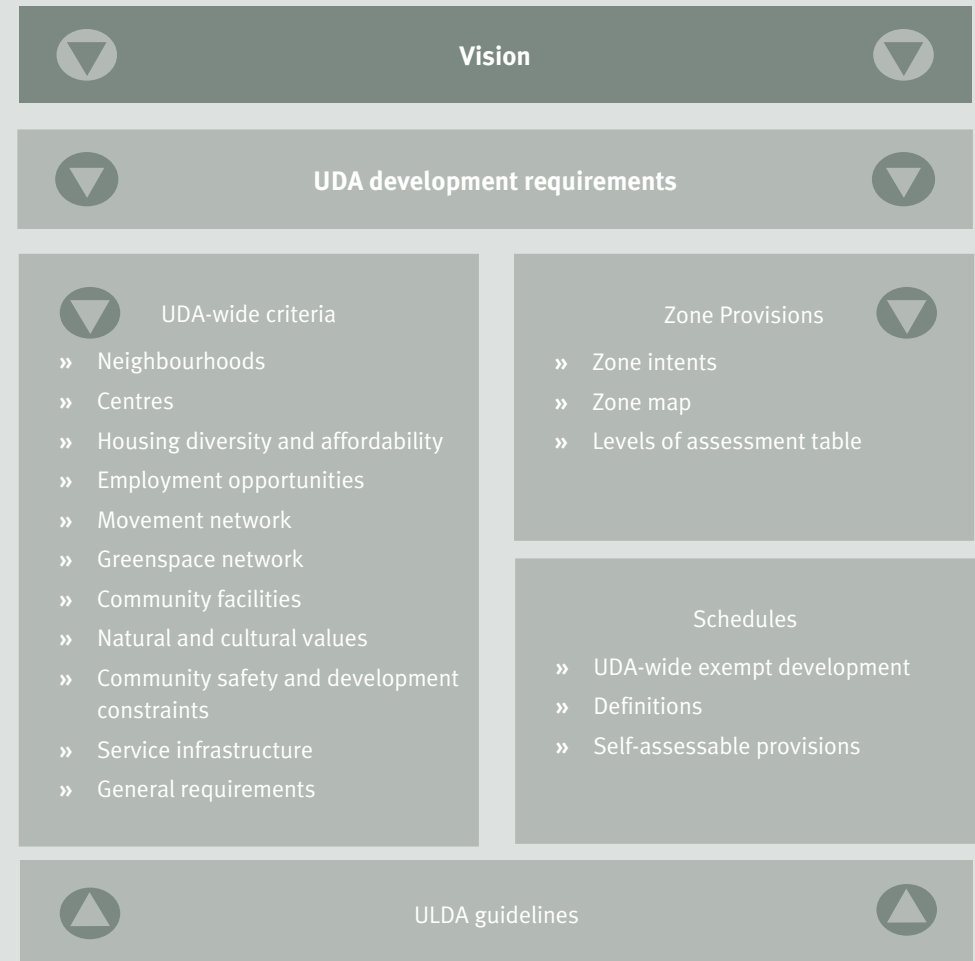 Vision
UDA development requirements
UDA-wide criteria
» Neighbourhoods
» Centres
» Housing diversity and affordability
» Employment opportunities
» Movement network
» Greenspace network
» Community facilities
» Natural and cultural values
» Community safety and development
constraints
» Service infrastructure
» General requirements
Zone Provisions
» Zone intents
» Zone map
» Levels of assessment table
Schedules
» UDA-wide exempt development
» Definitions
» Self-assessable provisions
ULDA guidelines